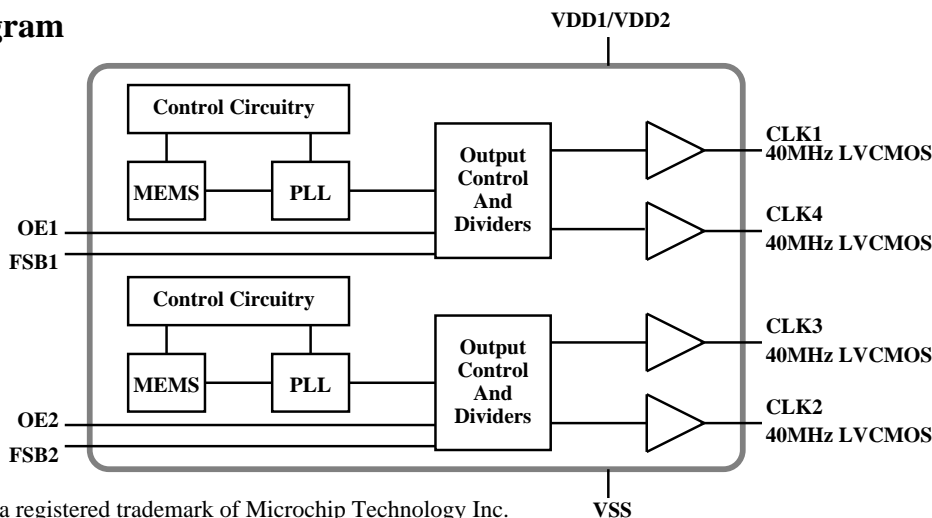 gram
VDD1/VDD2
Control Circuitry
MEMS
PLL
Output
Control
And
Dividers
CLK1
40MHz LVCMOS
CLK4
40MHz LVCMOS
OE1
FSB1
Control Circuitry
MEMS
PLL
Output
Control
And
Dividers
CLK3
40MHz LVCMOS
CLK2
40MHz LVCMOS
OE2
FSB2
a registered trademark of Microchip Technology Inc.
VSS